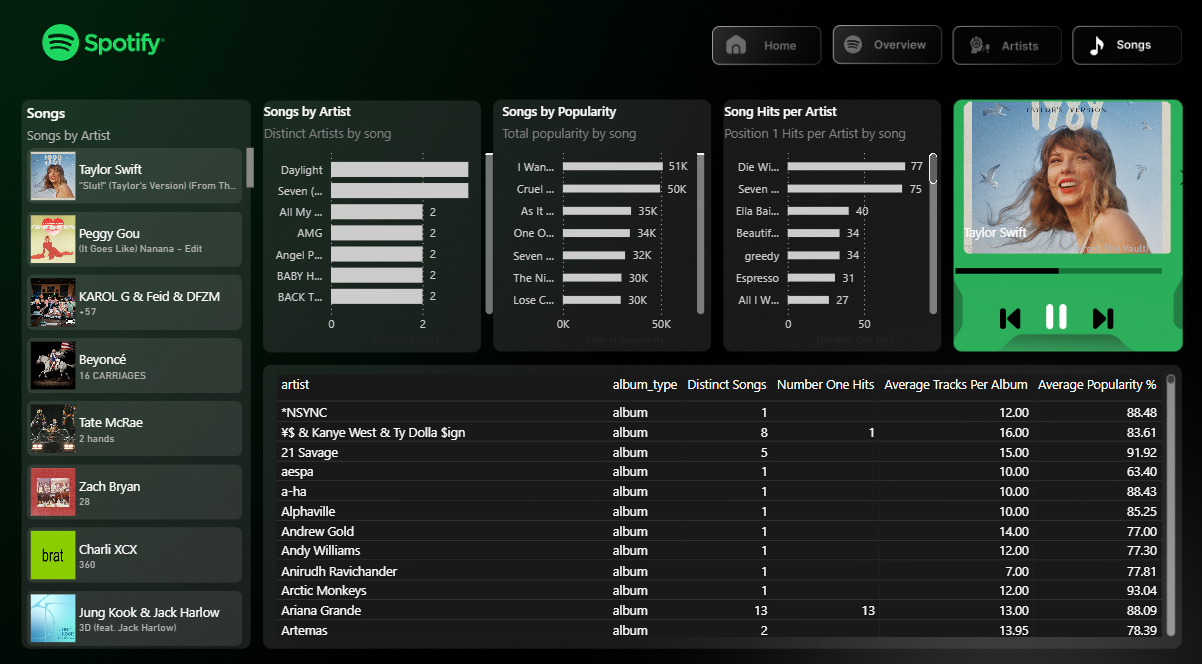 Spotify
Home
Overview
Artists
Songs
Songs
Songs by Artist
Taylor Swift
"Slut!" (Taylor's Version) (From Th...
Peggy Gou
(It Goes Like) Nanana - Edit
KAROL G & Feid & DFZM
+57
Beyoncé
16 CARRIAGES
Tate McRae
2 hands
Zach Bryan
28
brat
Charli XCX
360
Jung Kook & Jack Harlow
3D (feat. Jack Harlow)
Songs by Artist
Distinct Artists by song
Daylight
Seven (...
All My ... 2
AMG 2
Angel P... 2
BABY H... 2
BACK T... 2
0 2
Distinct Artists
Songs by Popularity
Total popularity by song
I Wan... 51K
Cruel ... 50K
As It ... 35K
One O... 34K
Seven ... 32K
The Ni... 30K
Lose C... 30K
0K 50K
Sum of popularity
Song Hits per Artist
Position 1 Hits per Artist by song
Die Wi... 77
Seven ... 75
Ella Bai... 40
Beautif... 34
greedy 34
Espresso 31
All I W... 27
0 50
Number One Hits
TAYLOR'S VERSION
1989
Taylor Swift
artist album_type Distinct Songs Number One Hits Average Tracks Per Album Average Popularity %
*NSYNC album 1 12.00 88.48
¥$ & Kanye West & Ty Dolla $ign album 8 1 16.00 83.61
21 Savage album 5 15.00 91.92
aespa album 1 10.00 63.40
a-ha album 1 10.00 88.43
Alphaville album 1 10.00 85.25
Andrew Gold album 1 14.00 77.00
Andy Williams album 1 12.00 77.30
Anirudh Ravichander album 1 7.00 77.81
Arctic Monkeys album 1 12.00 93.04
Ariana Grande album 13 13 13.00 88.09
Artemas album 2 13.95 78.39